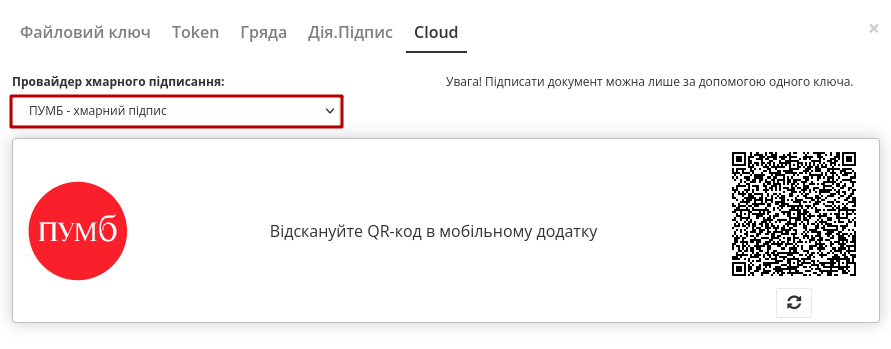 Файловий ключ Token Гряда Дія.Підпис Cloud ×
Провайдер хмарного підписання: Увага! Підписати документ можна лише за допомогою одного ключа.
ПУМБ - хмарний підпис
ПУМБ Відскануйте QR-код в мобільному додатку